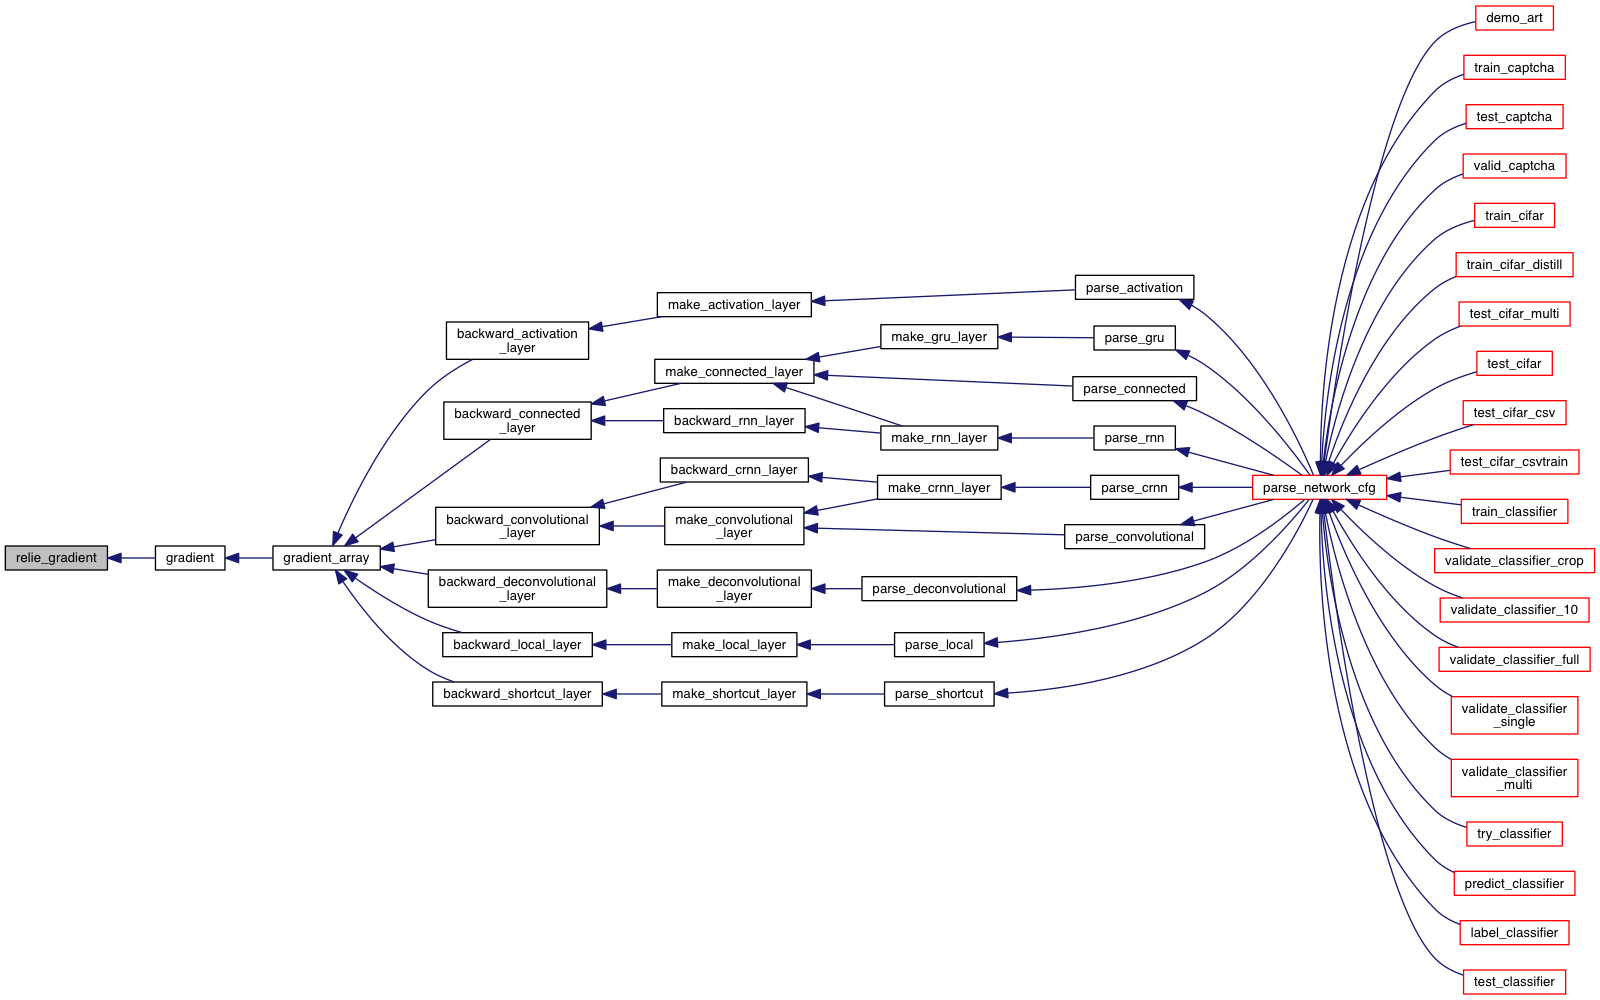 relie_gradient
gradient
gradient_array
backward_activation
_layer
backward_connected
_layer
backward_convolutional
_layer
backward_deconvolutional
_layer
backward_local_layer
backward_shortcut_layer
make_activation_layer
make_connected_layer
backward_rnn_layer
backward_crnn_layer
make_convolutional
_layer
make_deconvolutional
_layer
make_local_layer
make_shortcut_layer
make_gru_layer
make_rnn_layer
make_crnn_layer
parse_deconvolutional
parse_local
parse_shortcut
parse_activation
parse_gru
parse_connected
parse_rnn
parse_crnn
parse_convolutional
parse_network_cfg
demo_art
train_captcha
test_captcha
valid_captcha
train_cifar
train_cifar_distill
test_cifar_multi
test_cifar
test_cifar_csv
test_cifar_csvtrain
train_classifier
validate_classifier_crop
validate_classifier_10
validate_classifier_full
validate_classifier
_single
validate_classifier
_multi
try_classifier
predict_classifier
label_classifier
test_classifier